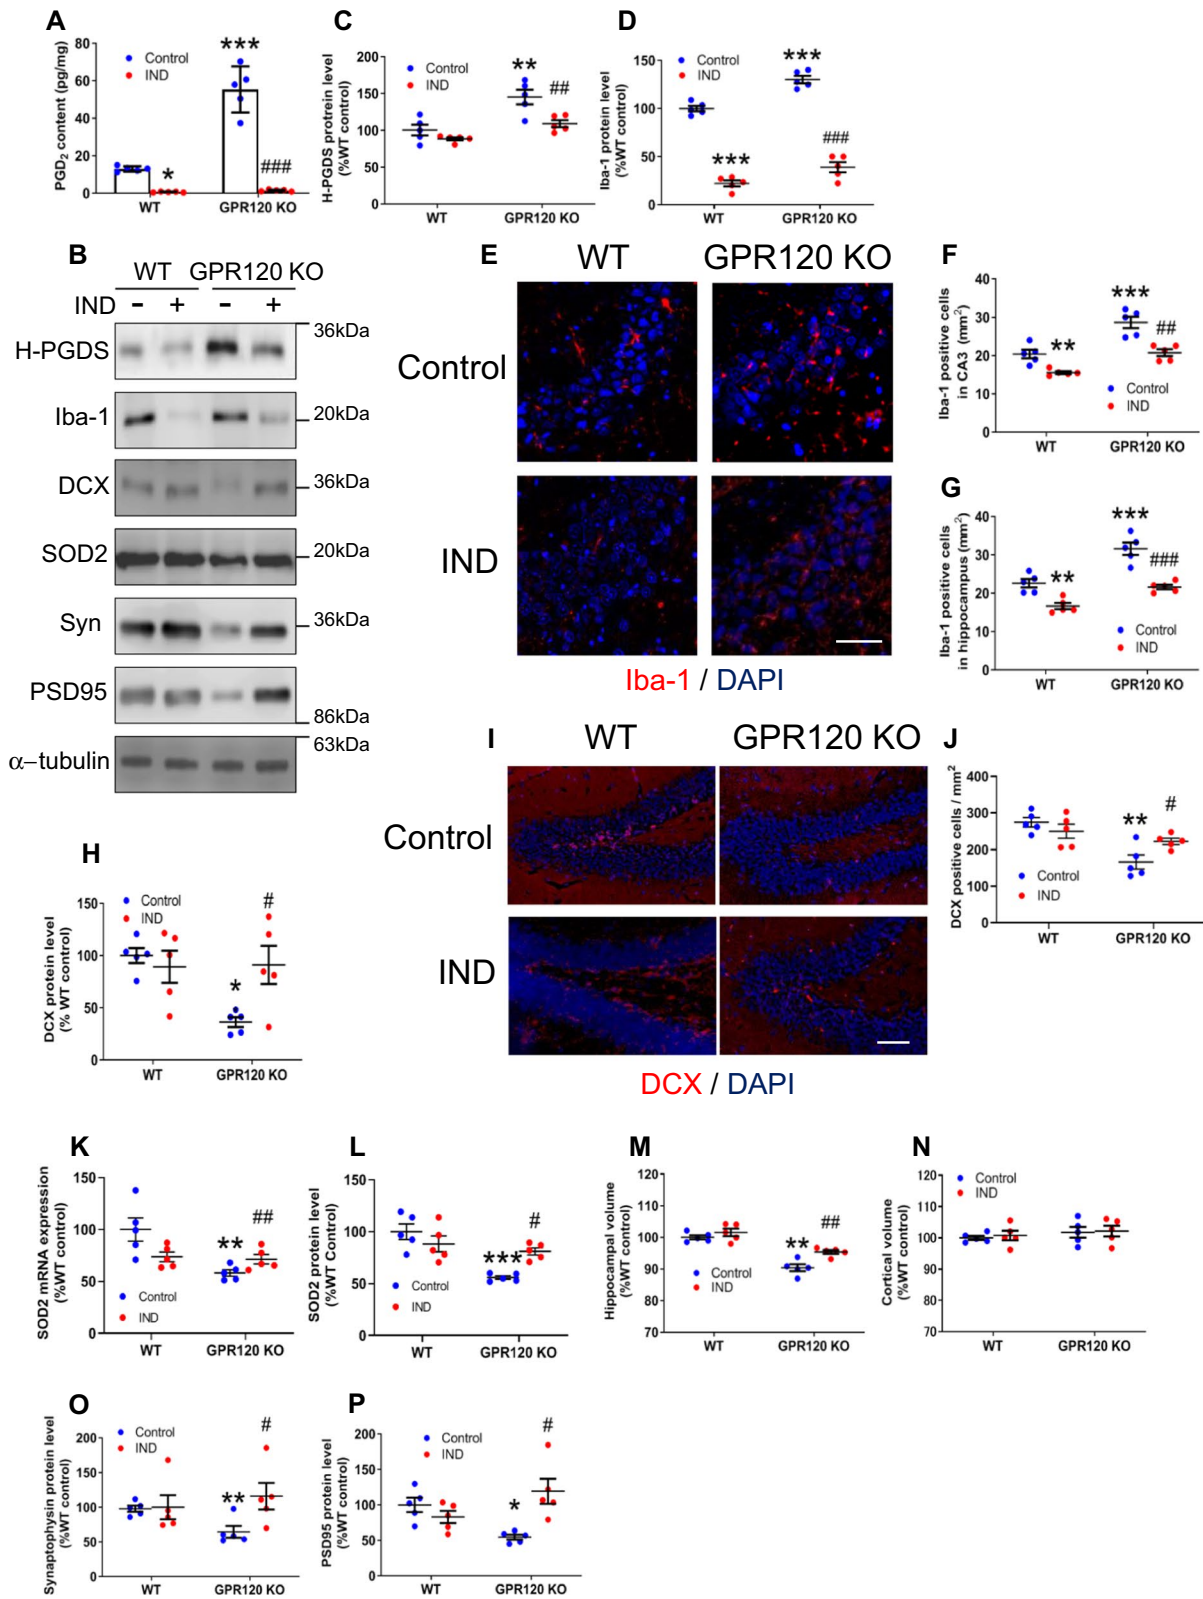 A
PGD2 content (pg/mg)
80
60
40
20
0
Control
IND
***
*
###
WT
GPR120 KO
C
H-PGDS protrein level
(%WT control)
200
150
100
50
0
Control
IND
**
##
WT
GPR120 KO
D
Iba-1 protein level
(%WT control)
150
100
50
0
Control
IND
***
***
###
WT
GPR120 KO
B
WT GPR120 KO
IND - + - +
H-PGDS 36kDa
Iba-1 20kDa
DCX 36kDa
SOD2 20kDa
Syn 36kDa
PSD95
86kDa
63kDa
α-tubulin
E
WT GPR120 KO
Control
IND
Iba-1 / DAPI
F
Iba-1 positive cells
in CA3 (mm2)
40
30
20
10
0
***
**
##
Control
IND
WT
GPR120 KO
G
Iba-1 positive cells
in hippocampus (mm2)
40
30
20
10
0
***
**
###
Control
IND
WT
GPR120 KO
H
DCX protein level
(% WT control)
150
100
50
0
Control
IND
*
#
WT
GPR120 KO
I
WT GPR120 KO
Control
IND
DCX / DAPI
J
DCX positive cells / mm2
400
300
200
100
0
**
#
Control
IND
WT
GPR120 KO
K
SOD2 mRNA expression
(%WT control)
150
100
50
0
**
##
Control
IND
WT
GPR120 KO
L
SOD2 protein level
(%WT control)
150
100
50
0
***
#
Control
IND
WT
GPR120 KO
M
Hippocampal volume
(%WT control)
120
110
100
90
80
70
**
##
Control
IND
WT
GPR120 KO
N
Cortical volume
(%WT control)
120
110
100
90
80
70
Control
IND
WT
GPR120 KO
O
Synaptophysin protein level
(%WT control)
200
150
100
50
0
Control
IND
**
#
WT
GPR120 KO
P
PSD95 protein level
(%WT control)
200
150
100
50
0
Control
IND
*
#
WT
GPR120 KO